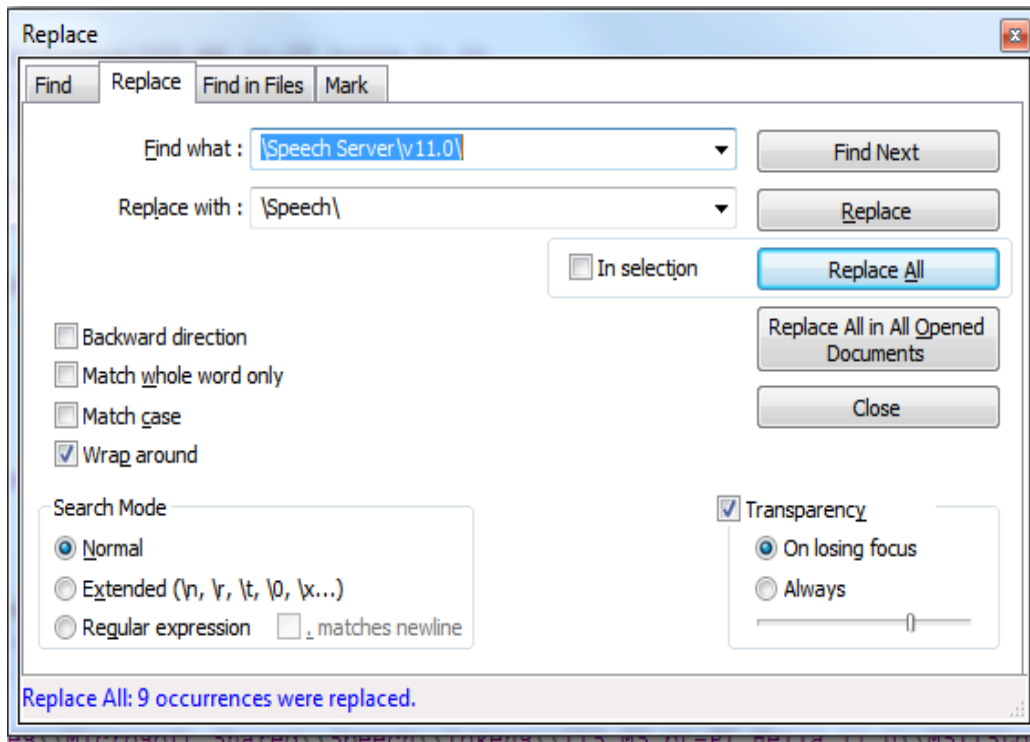 Replace
Find
Replace
Find in Files
Mark
Find what :
\Speech Server\v11.0\
Find Next
Replace with :
\Speech\
Replace
In selection
Replace All
Backward direction
Replace All in All Opened
Documents
Match whole word only
Match case
Close
Wrap around
Search Mode
Transparency
Normal
On losing focus
Extended (\n, \r, \t, \0, \x...)
Always
Regular expression
. matches newline
Replace All: 9 occurrences were replaced.